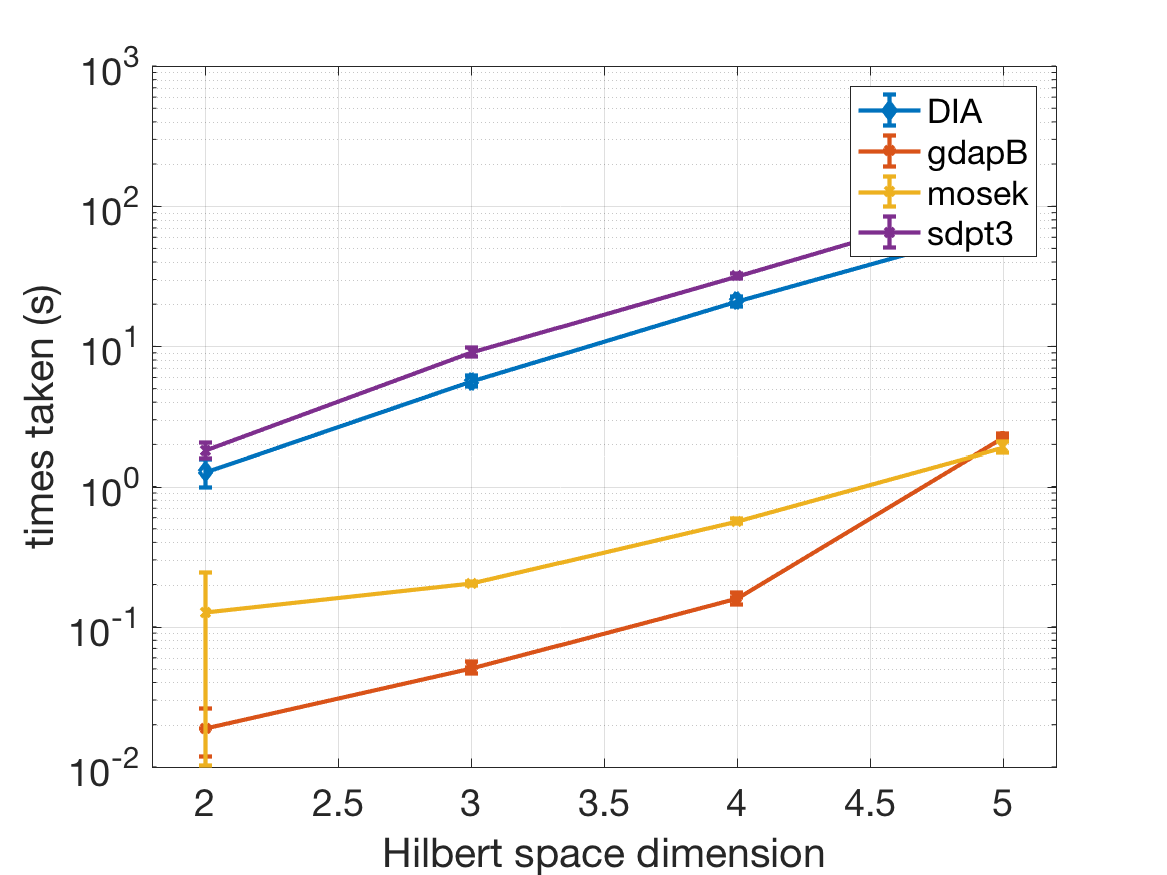 10^3
10^2
10^1
10^0
10^-1
10^-2
times taken (s)
DIA
gdapB
mosek
sdpt3
2 2.5 3 3.5 4 4.5 5
Hilbert space dimension